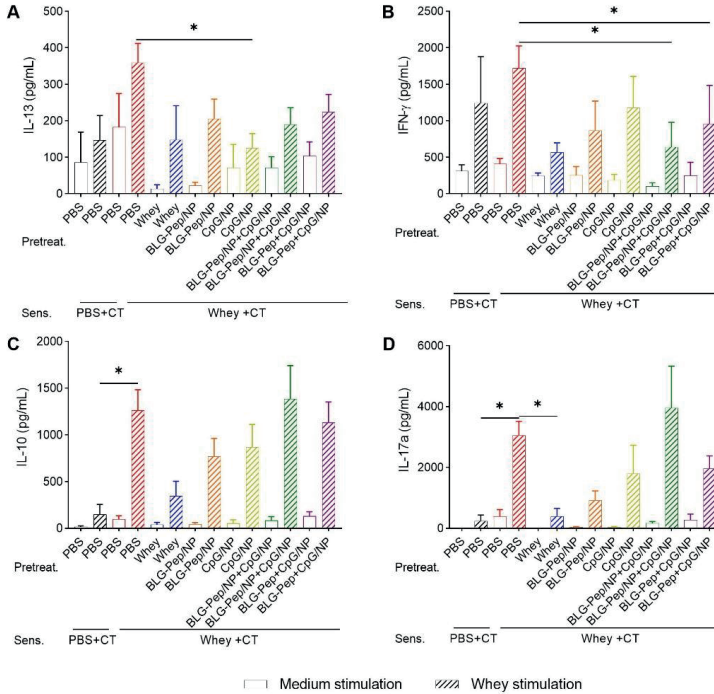 A
B
*
*
*
IL-13 (pg/mL)
500
400
300
200
100
0
IFN-γ (pg/mL)
2500
2000
1500
1000
500
0
PBS PBS PBS PBS Whey Whey BLG-Pep/NP BLG-Pep/NP CpG/NP CpG/NP BLG-Pep/NP+CpG/NP BLG-Pep/NP+CpG/NP BLG-Pep+CpG/NP BLG-Pep+CpG/NP
PBS PBS PBS PBS Whey Whey BLG-Pep/NP BLG-Pep/NP CpG/NP CpG/NP BLG-Pep/NP+CpG/NP BLG-Pep/NP+CpG/NP BLG-Pep+CpG/NP BLG-Pep+CpG/NP
Pretreat.
Pretreat.
Sens. PBS+CT Whey +CT
Sens. PBS+CT Whey +CT
C
D
*
*
*
IL-10 (pg/mL)
2000
1500
1000
500
0
IL-17a (pg/mL)
6000
4000
2000
0
PBS PBS PBS PBS Whey Whey BLG-Pep/NP BLG-Pep/NP CpG/NP CpG/NP BLG-Pep/NP+CpG/NP BLG-Pep/NP+CpG/NP BLG-Pep+CpG/NP BLG-Pep+CpG/NP
PBS PBS PBS PBS Whey Whey BLG-Pep/NP BLG-Pep/NP CpG/NP CpG/NP BLG-Pep/NP+CpG/NP BLG-Pep/NP+CpG/NP BLG-Pep+CpG/NP BLG-Pep+CpG/NP
Pretreat.
Pretreat.
Sens. PBS+CT Whey +CT
Sens. PBS+CT Whey +CT
Medium stimulation Whey stimulation